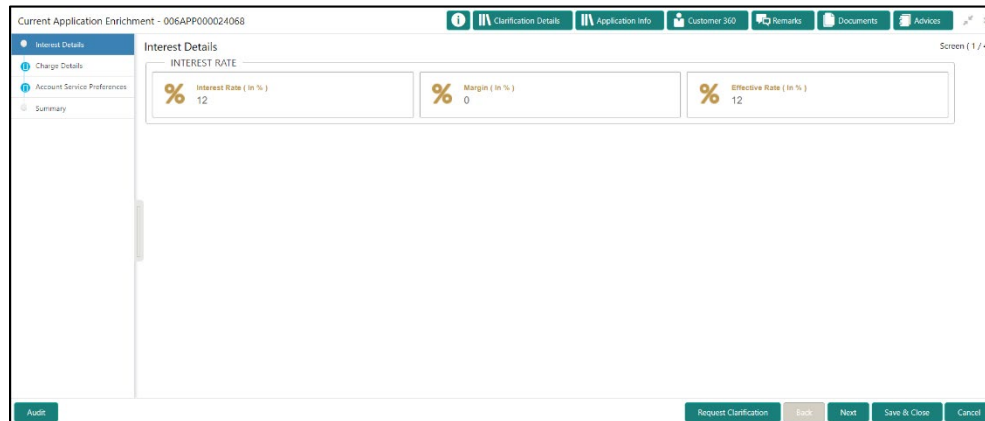 Current Application Enrichment - 006APP000024068
Clarification Details
Application Info
Customer 360
Remarks
Documents
Advices
Interest Details
Charge Details
Account Service Preferences
Summary
Interest Details
Screen ( 1 /
INTEREST RATE
Interest Rate ( In % )
12
Margin ( In % )
0
Effective Rate ( In % )
12
Audit
Request Clarification
Back
Next
Save & Close
Cancel